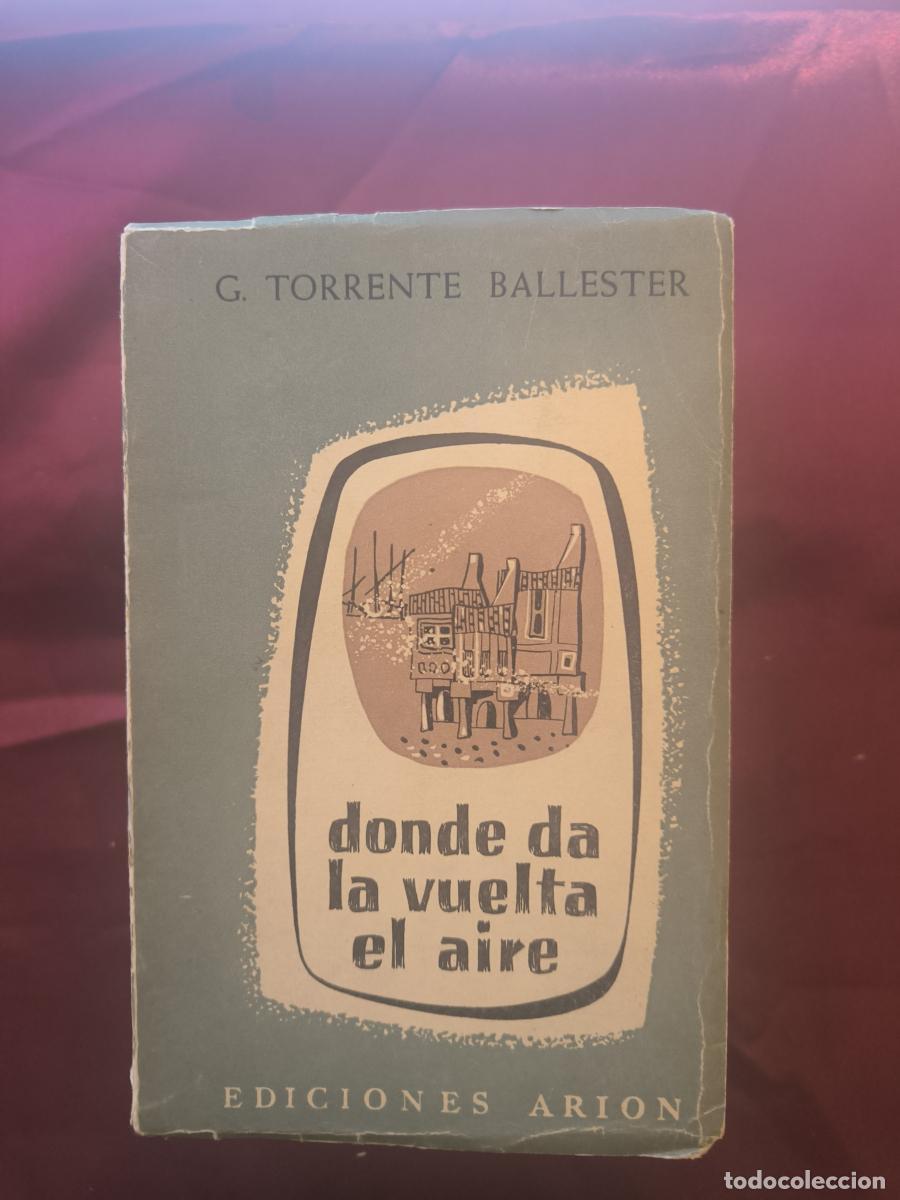 G. TORRENTE BALLESTER
donde da
la vuelta
el aire
EDICIONES ARION
todocoleccion